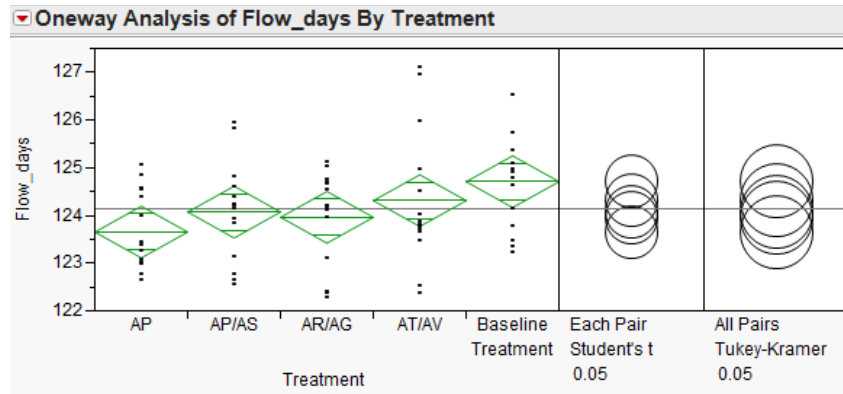 Oneway Analysis of Flow_days By Treatment
Flow_days
127
126
125
124
123
122
AP
AP/AS
AR/AG
AT/AV
Baseline
Treatment
Treatment
Each Pair
Student's t
0.05
All Pairs
Tukey-Kramer
0.05